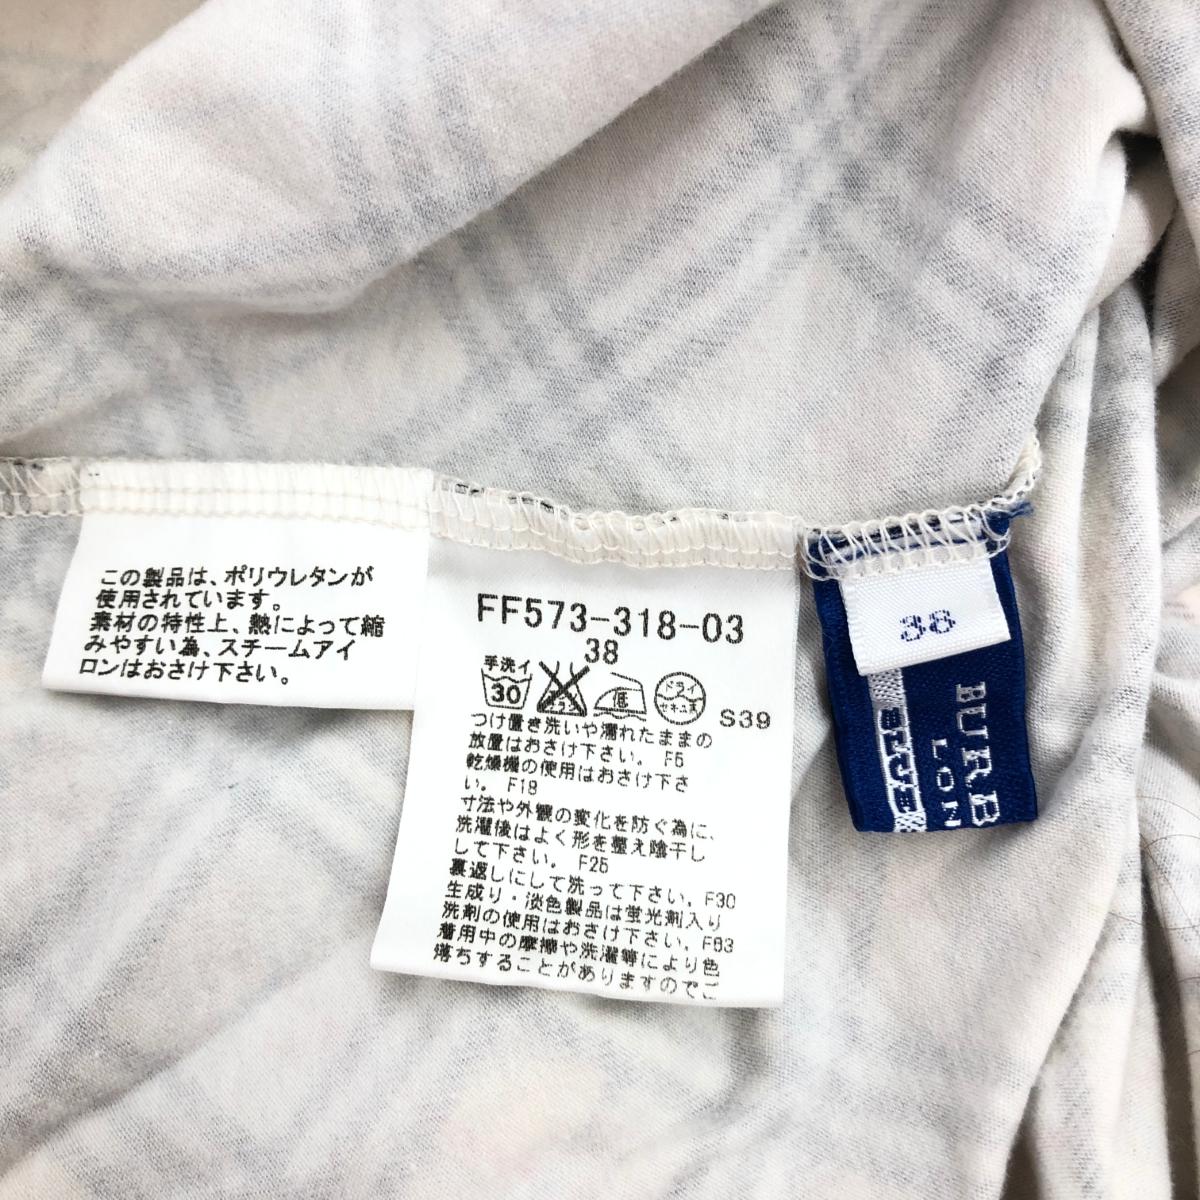 この製品は、ポリウレタンが
使用されています。
素材の特性上、熱によって縮
みやすい為、スチームアイ
ロンはおさけ下さい。
FF573-318-03
38
手洗イ
30
低
ドライ
セキユ系
S39
つけ置き洗いや濡れたままの
放置はおさけ下さい。 F5
乾燥機の使用はおさけ下さ
い。 F18
寸法や外観の変化を防ぐ為に、
洗濯後はよく形を整え陰干し
して下さい。 F25
裏返しにして洗って下さい。F30
生成り・淡色製品は蛍光剤入り
洗剤の使用はおさけ下さい。F83
着用中の摩擦や洗濯等により色
落ちすることがありますのでご
38
BURB
LON
BLUE